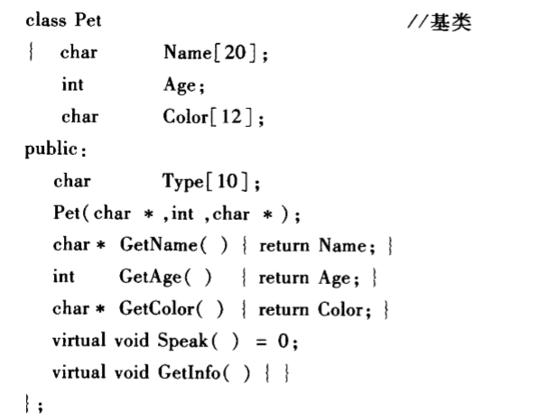 class Pet //基类
{ char Name[20];
int Age;
char Color[12];
public:
char Type[10];
Pet(char * ,int ,char * );
char * GetName( ) { return Name; }
int GetAge( ) { return Age; }
char * GetColor( ) { return Color; }
virtual void Speak( ) = 0;
virtual void GetInfo( ) { }
};